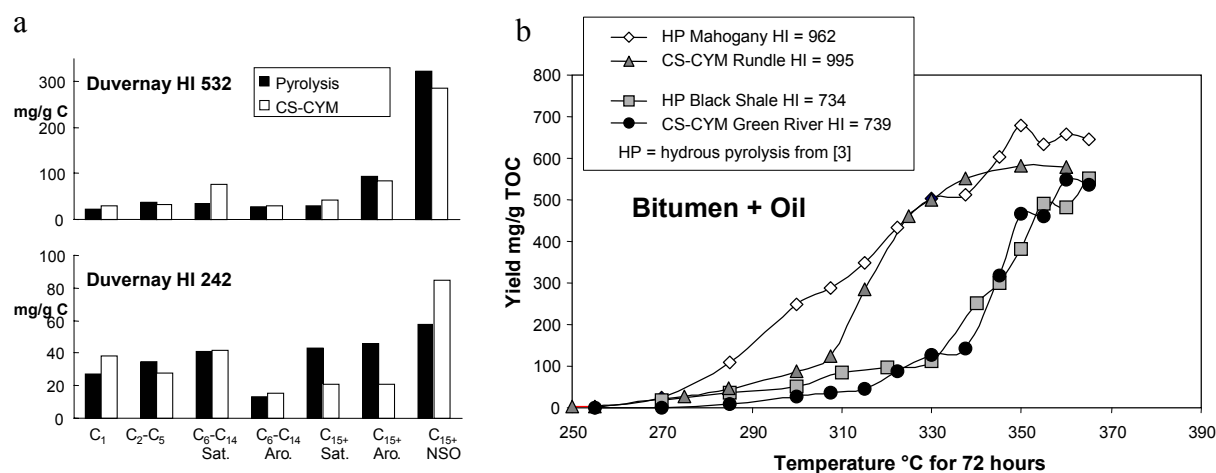 a
Duvernay HI 532
300
mg/g C
200
100
0
Pyrolysis
CS-CYM
100
Duvernay HI 242
80
mg/g C
60
40
20
0
C1
C2-C5
C6-C14
Sat.
C6-C14
Aro.
C15+
Sat.
C15+
Aro.
C15+
NSO
b
HP Mahogany HI = 962
CS-CYM Rundle HI = 995
HP Black Shale HI = 734
CS-CYM Green River HI = 739
HP = hydrous pyrolysis from [3]
Bitumen + Oil
Yield mg/g TOC
800
700
600
500
400
300
200
100
0
250
270
290
310
330
350
370
390
Temperature °C for 72 hours